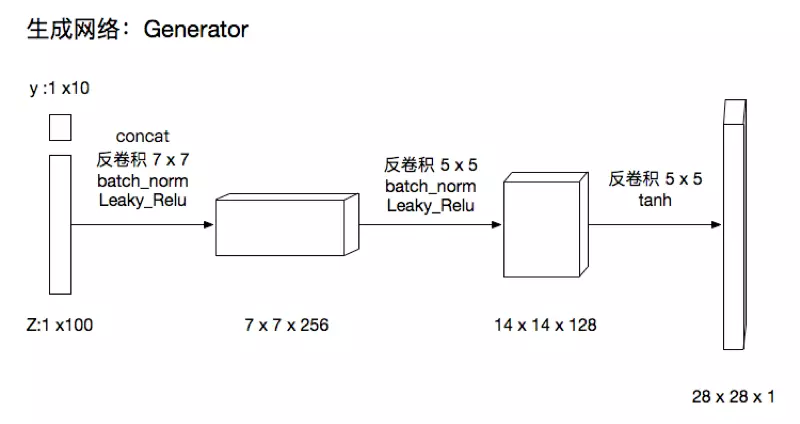 生成网络：Generator
y :1 x10
concat
反卷积 7 x 7
batch_norm
Leaky_Relu
反卷积 5 x 5
batch_norm
Leaky_Relu
反卷积 5 x 5
tanh
Z:1 x100
7 x 7 x 256
14 x 14 x 128
28 x 28 x 1